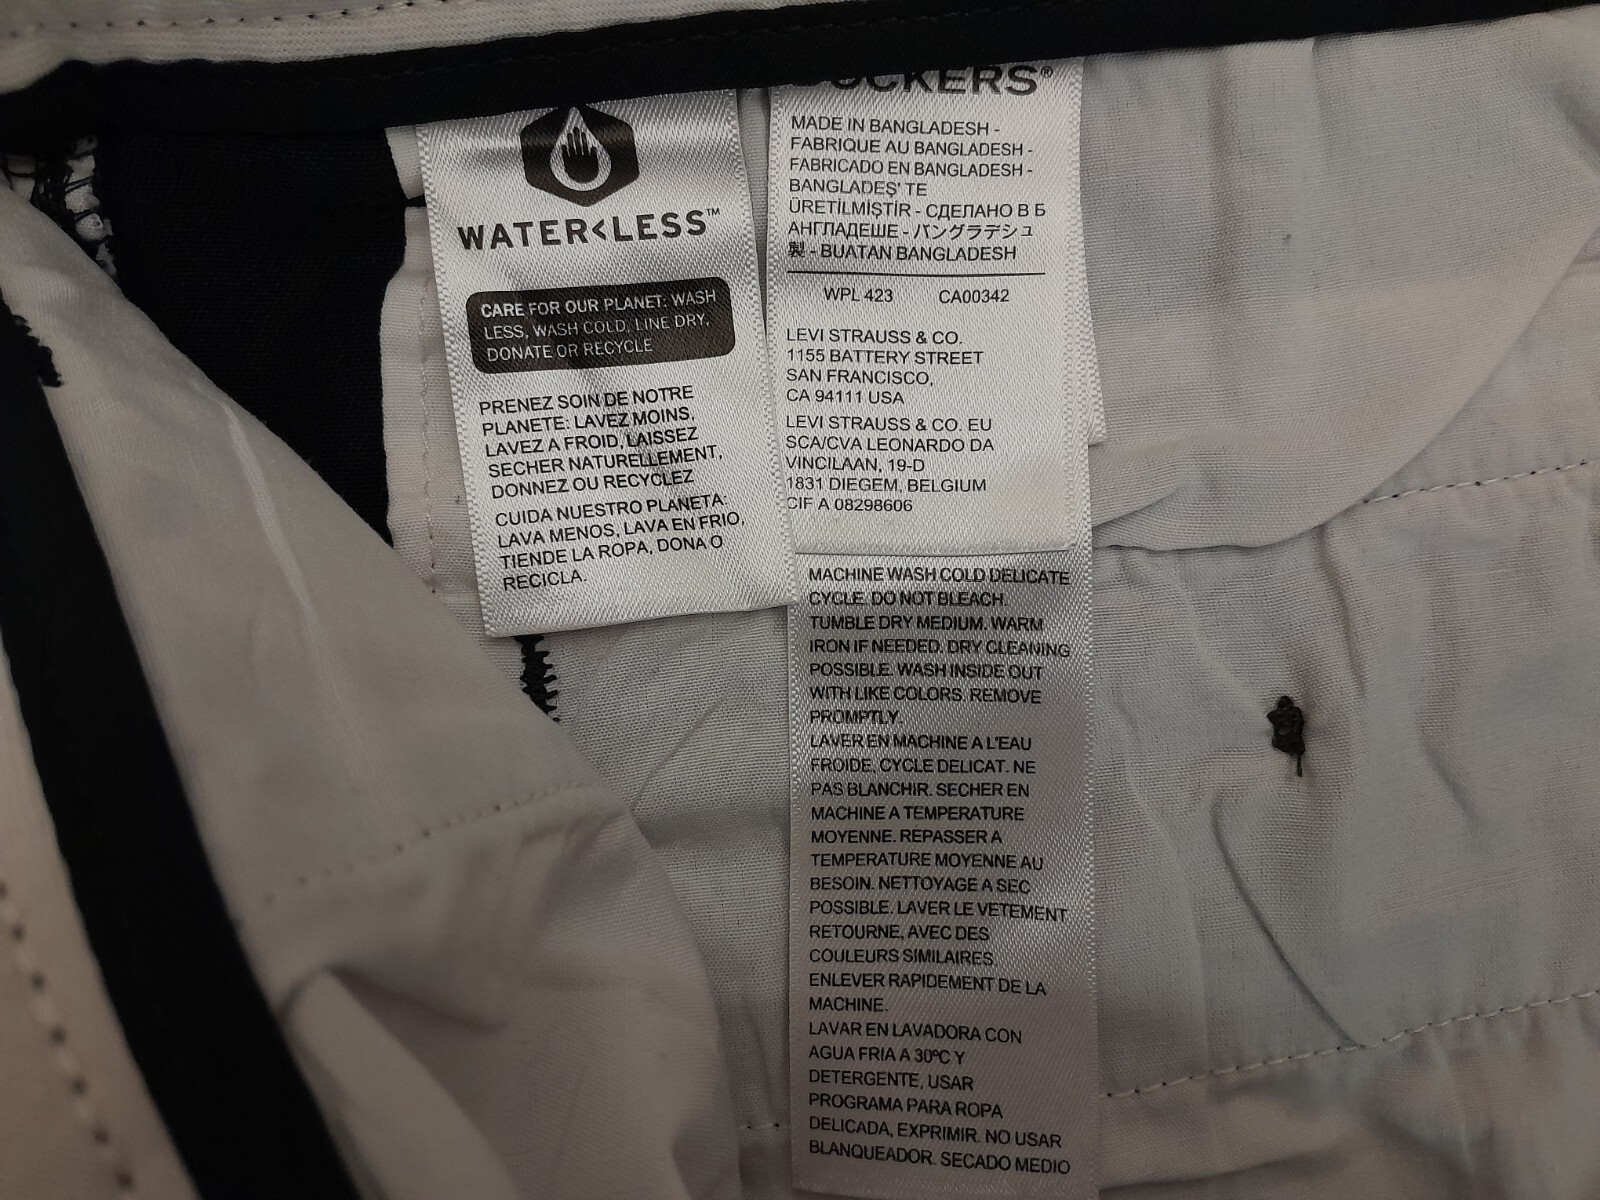 WATER<LESS™
CARE FOR OUR PLANET: WASH
LESS, WASH COLD, LINE DRY,
DONATE OR RECYCLE
PRENEZ SOIN DE NOTRE
PLANETE: LAVEZ MOINS,
LAVEZ A FROID, LAISSEZ
SECHER NATURELLEMENT,
DONNEZ OU RECYCLEZ
CUIDA NUESTRO PLANETA:
LAVA MENOS, LAVA EN FRIO,
TIENDE LA ROPA, DONA O
RECICLA.
DOCKERS®
MADE IN BANGLADESH -
FABRIQUE AU BANGLADESH -
FABRICADO EN BANGLADESH -
BANGLADEŞ' TE
ÜRETİLMİŞTİR - СДЕЛАНО В Б
АНГЛАДЕШЕ - バングラデシュ
製 - BUATAN BANGLADESH
WPL 423 CA00342
LEVI STRAUSS & CO.
1155 BATTERY STREET
SAN FRANCISCO,
CA 94111 USA
LEVI STRAUSS & CO. EU
SCA/CVA LEONARDO DA
VINCILAAN, 19-D
1831 DIEGEM, BELGIUM
CIF A 08298606
MACHINE WASH COLD DELICATE
CYCLE. DO NOT BLEACH.
TUMBLE DRY MEDIUM. WARM
IRON IF NEEDED. DRY CLEANING
POSSIBLE. WASH INSIDE OUT
WITH LIKE COLORS. REMOVE
PROMPTLY.
LAVER EN MACHINE A L'EAU
FROIDE, CYCLE DELICAT. NE
PAS BLANCHIR. SECHER EN
MACHINE A TEMPERATURE
MOYENNE. REPASSER A
TEMPERATURE MOYENNE AU
BESOIN. NETTOYAGE A SEC
POSSIBLE. LAVER LE VETEMENT
RETOURNE, AVEC DES
COULEURS SIMILAIRES.
ENLEVER RAPIDEMENT DE LA
MACHINE.
LAVAR EN LAVADORA CON
AGUA FRIA A 30ºC Y
DETERGENTE, USAR
PROGRAMA PARA ROPA
DELICADA, EXPRIMIR. NO USAR
BLANQUEADOR. SECADO MEDIO